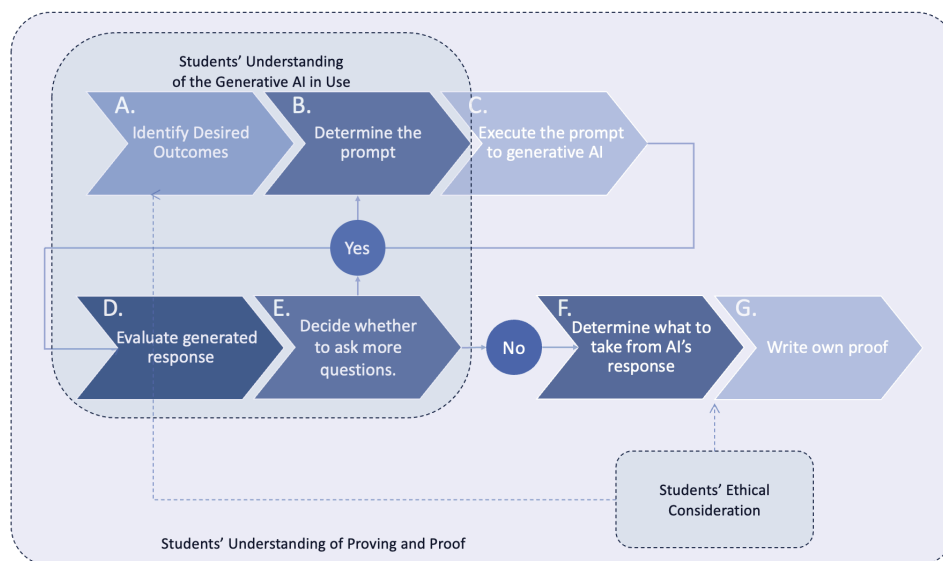 Students’ Understanding
of the Generative AI in Use
A.
Identify Desired
Outcomes
B.
Determine the
prompt
C.
Execute the prompt
to generative AI
Yes
D.
Evaluate generated
response
E.
Decide whether
to ask more
questions.
No
F.
Determine what to
take from AI’s
response
G.
Write own proof
Students’ Ethical
Consideration
Students’ Understanding of Proving and Proof